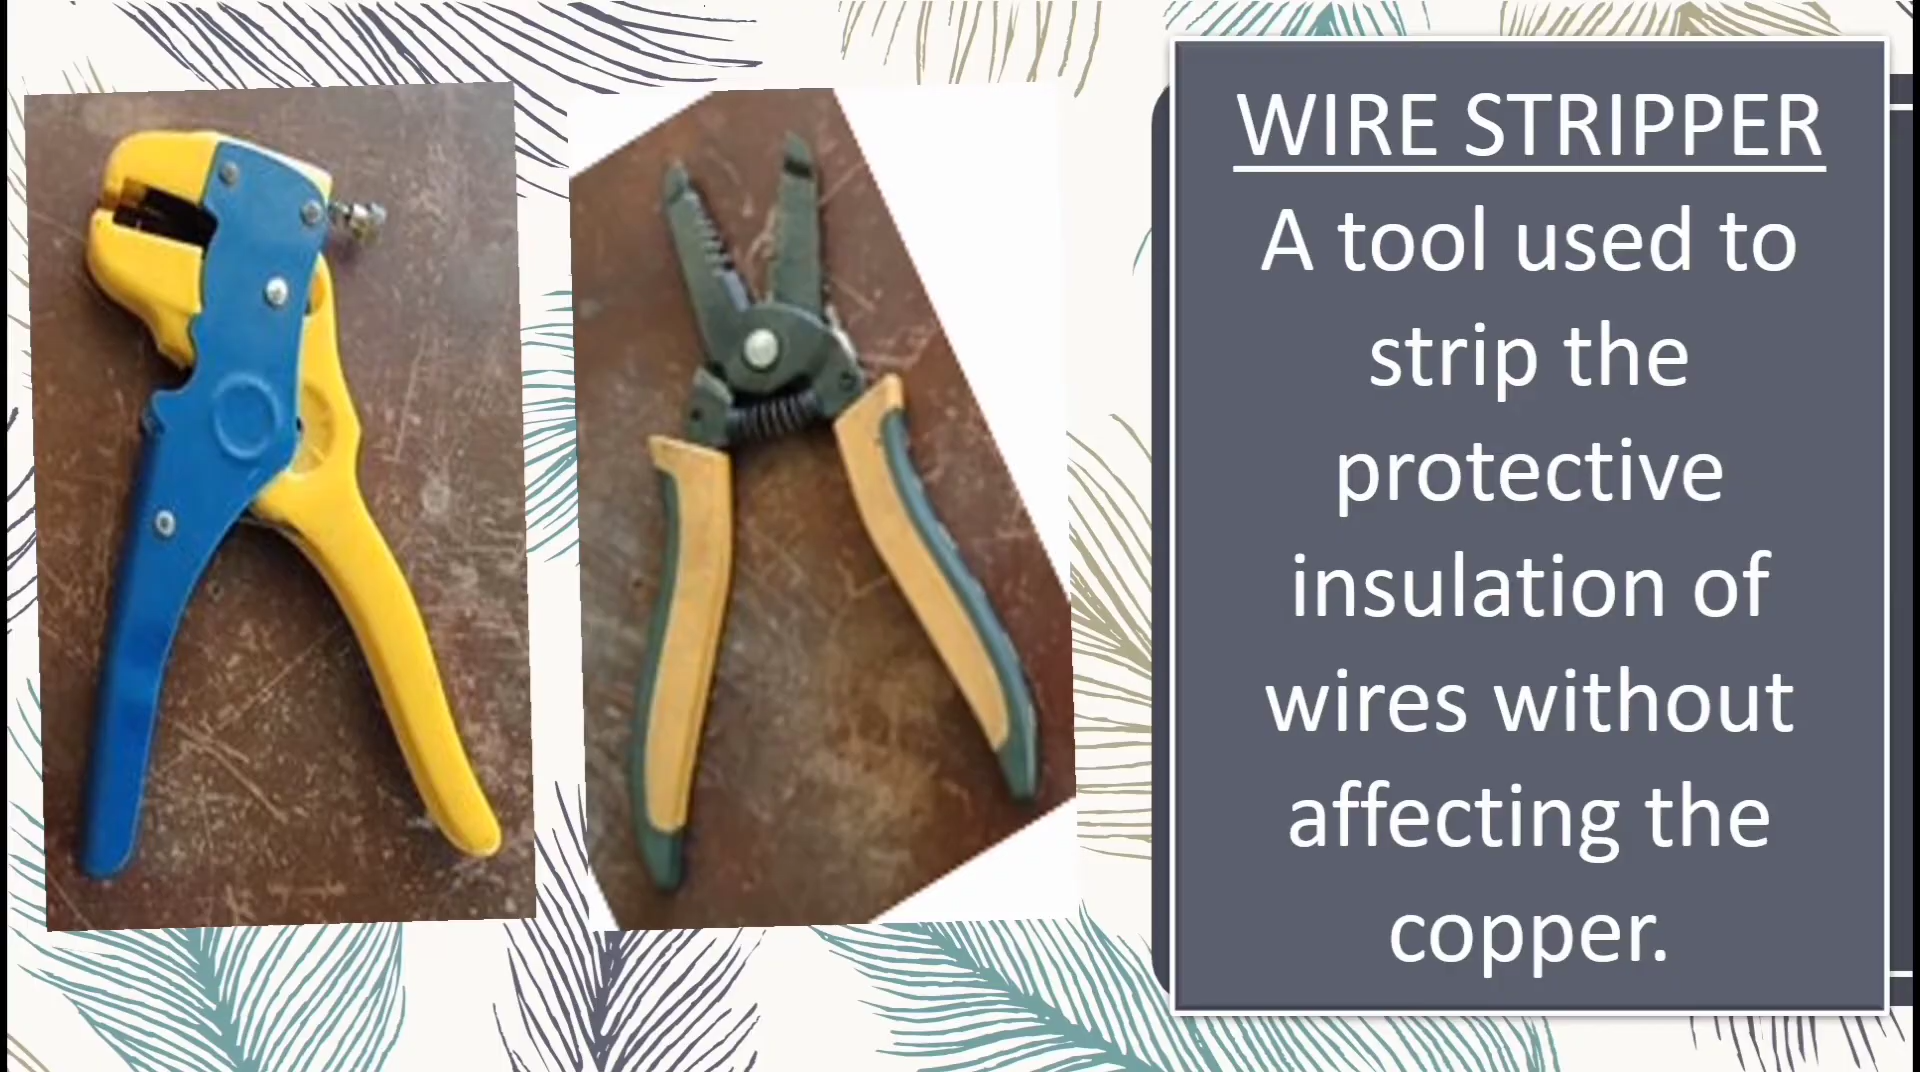 WIRE STRIPPER
A tool used to
strip the
protective
insulation of
wires without
affecting the
copper.